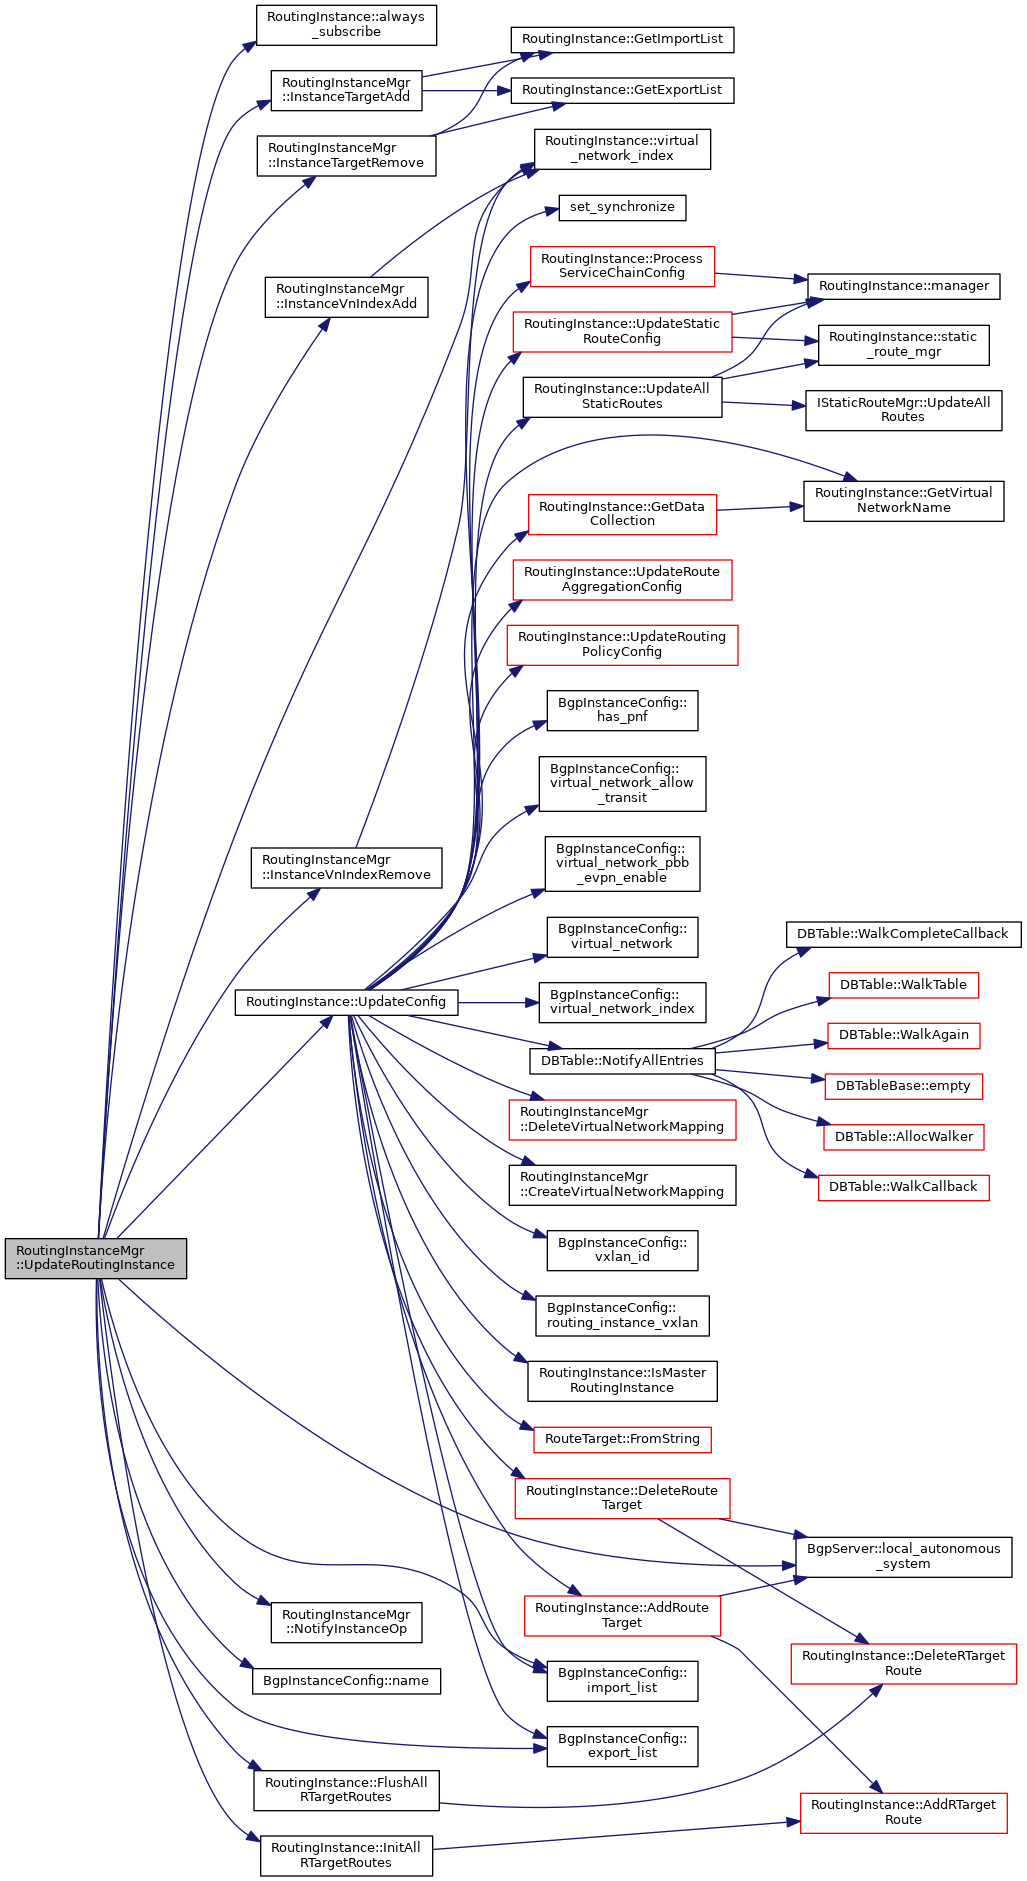 RoutingInstance::always
_subscribe
RoutingInstance::GetImportList
RoutingInstanceMgr
::InstanceTargetAdd
RoutingInstance::GetExportList
RoutingInstanceMgr
::InstanceTargetRemove
RoutingInstance::virtual
_network_index
set_synchronize
RoutingInstance::Process
ServiceChainConfig
RoutingInstanceMgr
::InstanceVnIndexAdd
RoutingInstance::manager
RoutingInstance::UpdateStatic
RouteConfig
RoutingInstance::static
_route_mgr
RoutingInstance::UpdateAll
StaticRoutes
IStaticRouteMgr::UpdateAll
Routes
RoutingInstance::GetVirtual
NetworkName
RoutingInstance::GetData
Collection
RoutingInstance::UpdateRoute
AggregationConfig
RoutingInstance::UpdateRouting
PolicyConfig
BgpInstanceConfig::
has_pnf
BgpInstanceConfig::
virtual_network_allow
_transit
BgpInstanceConfig::
virtual_network_pbb
_evpn_enable
RoutingInstanceMgr
::InstanceVnIndexRemove
BgpInstanceConfig::
virtual_network
DBTable::WalkCompleteCallback
DBTable::WalkTable
RoutingInstance::UpdateConfig
BgpInstanceConfig::
virtual_network_index
DBTable::WalkAgain
DBTable::NotifyAllEntries
DBTableBase::empty
RoutingInstanceMgr
::DeleteVirtualNetworkMapping
DBTable::AllocWalker
RoutingInstanceMgr
::CreateVirtualNetworkMapping
DBTable::WalkCallback
RoutingInstanceMgr
::UpdateRoutingInstance
BgpInstanceConfig::
vxlan_id
BgpInstanceConfig::
routing_instance_vxlan
RoutingInstance::IsMaster
RoutingInstance
RouteTarget::FromString
RoutingInstance::DeleteRoute
Target
BgpServer::local_autonomous
_system
RoutingInstanceMgr
::NotifyInstanceOp
RoutingInstance::AddRoute
Target
RoutingInstance::DeleteRTarget
Route
BgpInstanceConfig::name
BgpInstanceConfig::
import_list
BgpInstanceConfig::
export_list
RoutingInstance::FlushAll
RTargetRoutes
RoutingInstance::AddRTarget
Route
RoutingInstance::InitAll
RTargetRoutes